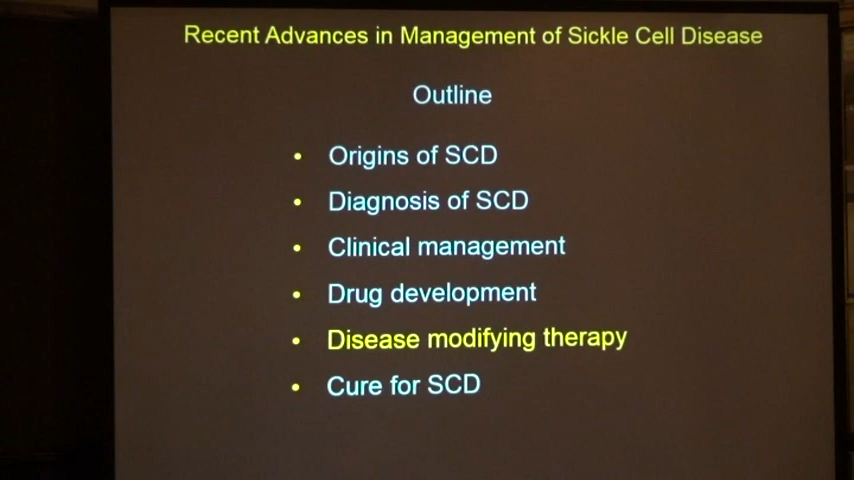 Recent Advances in Management of Sickle Cell Disease
Outline
• Origins of SCD
• Diagnosis of SCD
• Clinical management
• Drug development
• Disease modifying therapy
• Cure for SCD